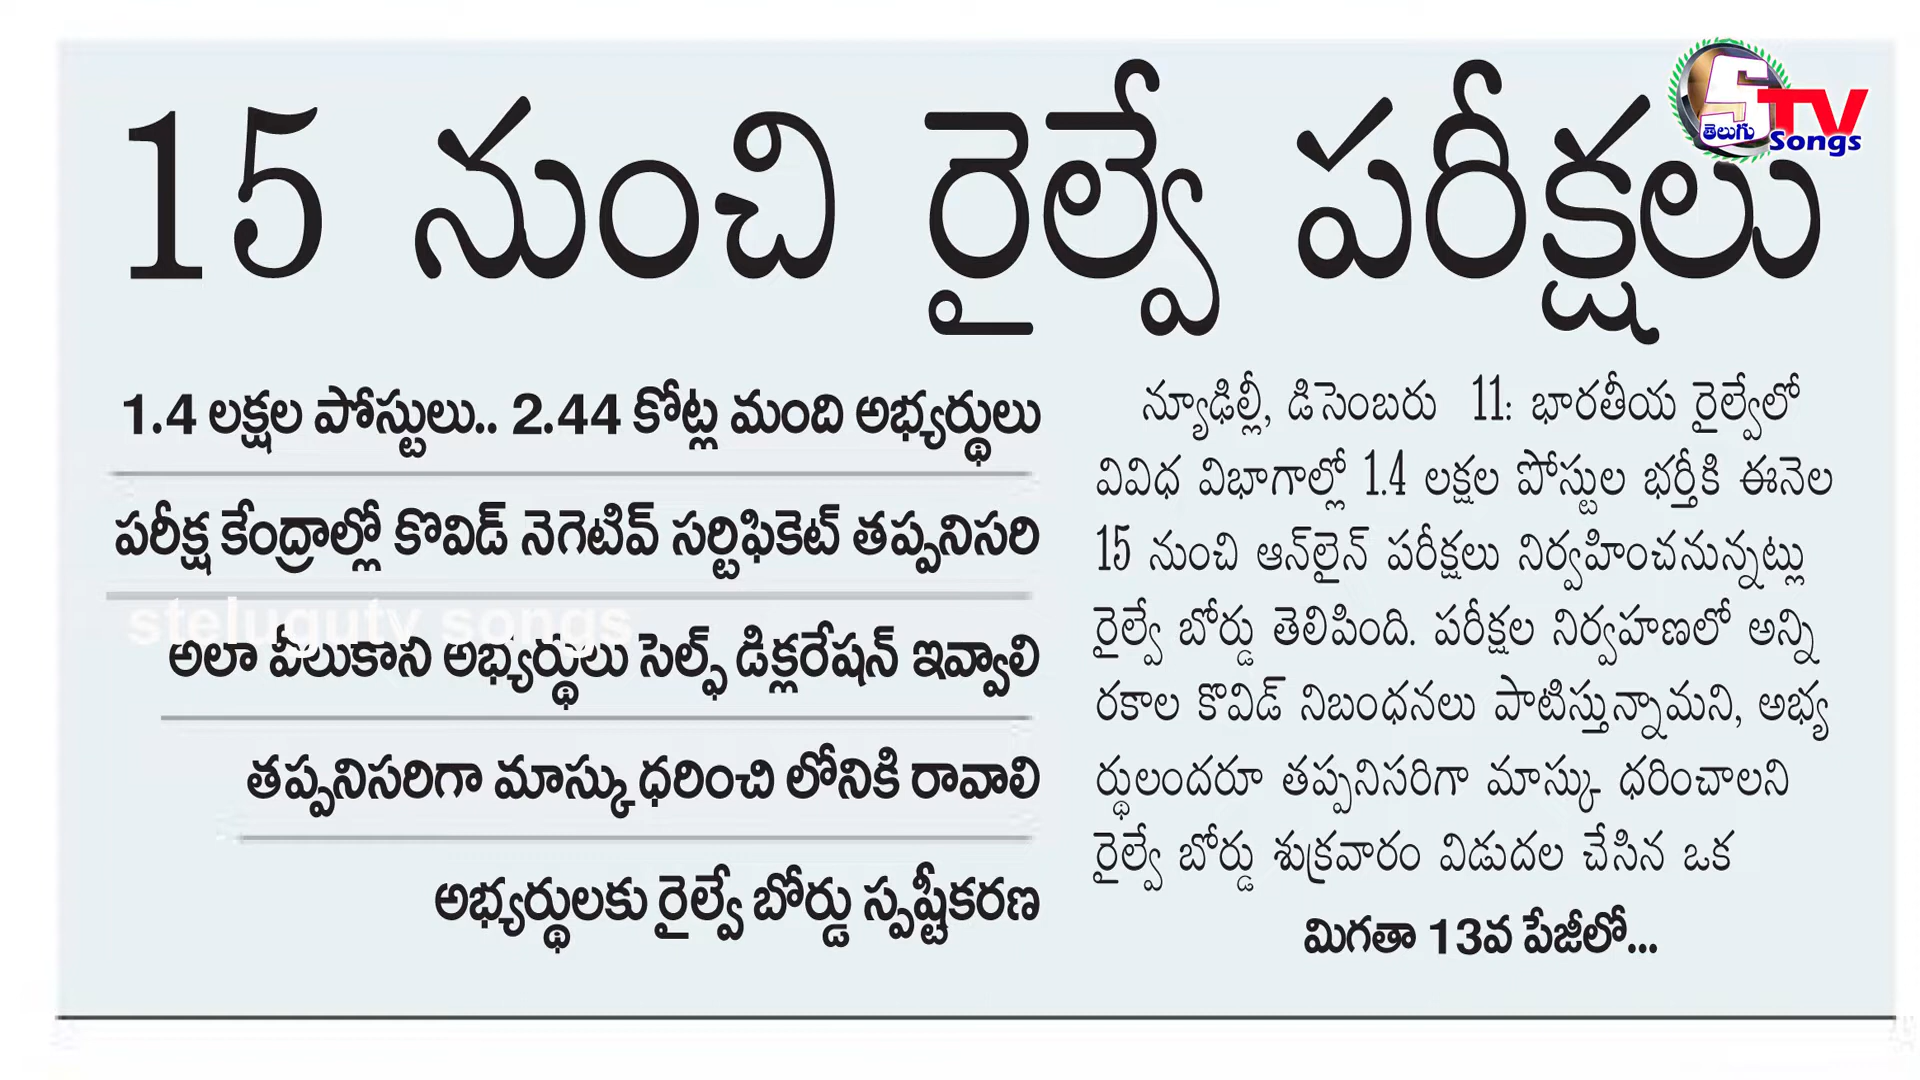 15 నుంచి రైల్వే పరీక్షలు
తెలుగు
STV
Songs
1.4 లక్షల పోస్టులు.. 2.44 కోట్ల మంది అభ్యర్థులు
పరీక్ష కేంద్రాల్లో కొవిడ్ నెగెటివ్ సర్టిఫికెట్ తప్పనిసరి
stelugutv songs
అలా వీలుకాని అభ్యర్థులు సెల్ఫ్ డిక్లరేషన్ ఇవ్వాలి
తప్పనిసరిగా మాస్కు ధరించి లోనికి రావాలి
అభ్యర్థులకు రైల్వే బోర్డు స్పష్టీకరణ
న్యూఢిల్లీ, డిసెంబరు 11: భారతీయ రైల్వేలో
వివిధ విభాగాల్లో 1.4 లక్షల పోస్టుల భర్తీకి ఈనెల
15 నుంచి ఆన్‌లైన్ పరీక్షలు నిర్వహించనున్నట్లు
రైల్వే బోర్డు తెలిపింది. పరీక్షల నిర్వహణలో అన్ని
రకాల కొవిడ్ నిబంధనలు పాటిస్తున్నామని, అభ్య
ర్థులందరూ తప్పనిసరిగా మాస్కు ధరించాలని
రైల్వే బోర్డు శుక్రవారం విడుదల చేసిన ఒక
మిగతా 13వ పేజీలో...